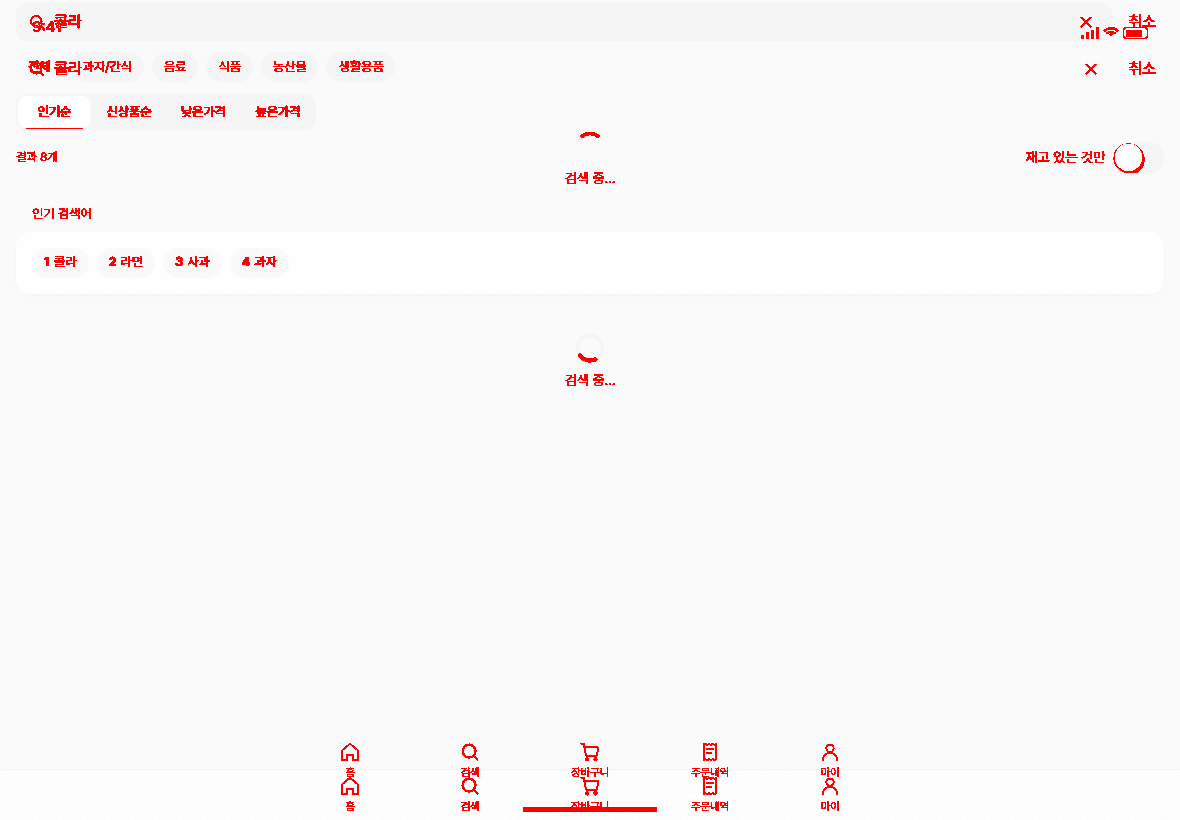 콜라 취소
9:41
전체 과자/간식 음료 식품 농산물 생활용품
콜라 취소
인기순 신상품순 낮은가격 높은가격
결과 8개 재고 있는 것만
검색 중...
인기 검색어
1 콜라 2 라면 3 사과 4 과자
검색 중...
홈 검색 장바구니 주문내역 마이
홈 검색 장바구니 주문내역 마이